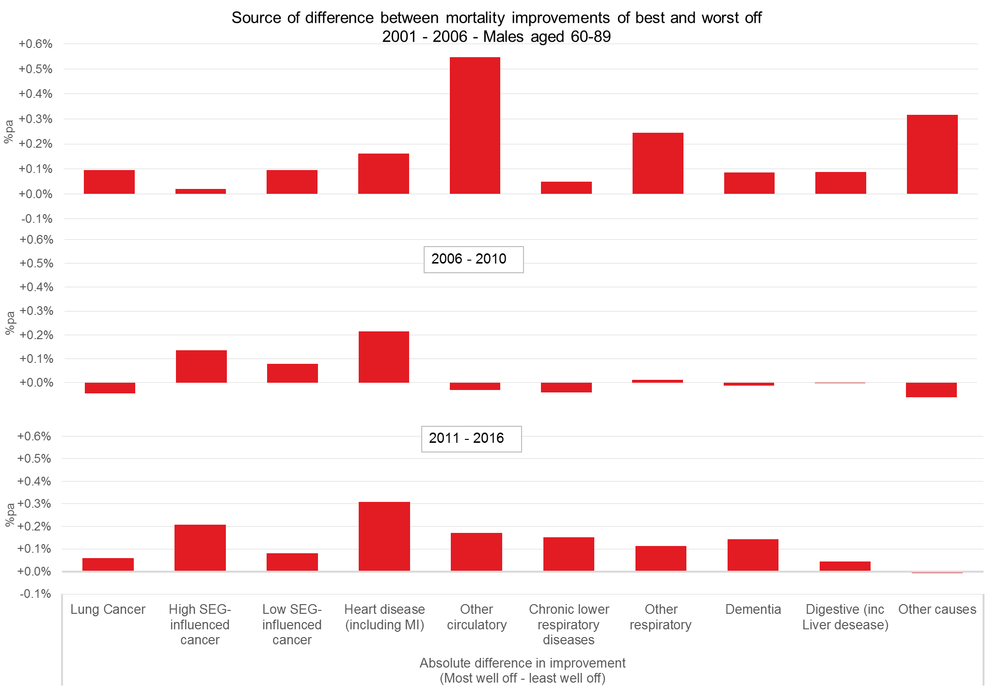 Source of difference between mortality improvements of best and worst off
2001 - 2006 - Males aged 60-89
+0.6%
+0.5%
+0.4%
+0.3%
+0.2%
+0.1%
+0.0%
-0.1%
%pa
2006 - 2010
+0.6%
+0.5%
+0.4%
+0.3%
+0.2%
+0.1%
+0.0%
%pa
2011 - 2016
+0.6%
+0.5%
+0.4%
+0.3%
+0.2%
+0.1%
+0.0%
-0.1%
%pa
Lung Cancer
High SEG-
influenced
cancer
Low SEG-
influenced
cancer
Heart disease
(including MI)
Other
circulatory
Chronic lower
respiratory
diseases
Other
respiratory
Dementia
Digestive (inc
Liver desease)
Other causes
Absolute difference in improvement
(Most well off - least well off)